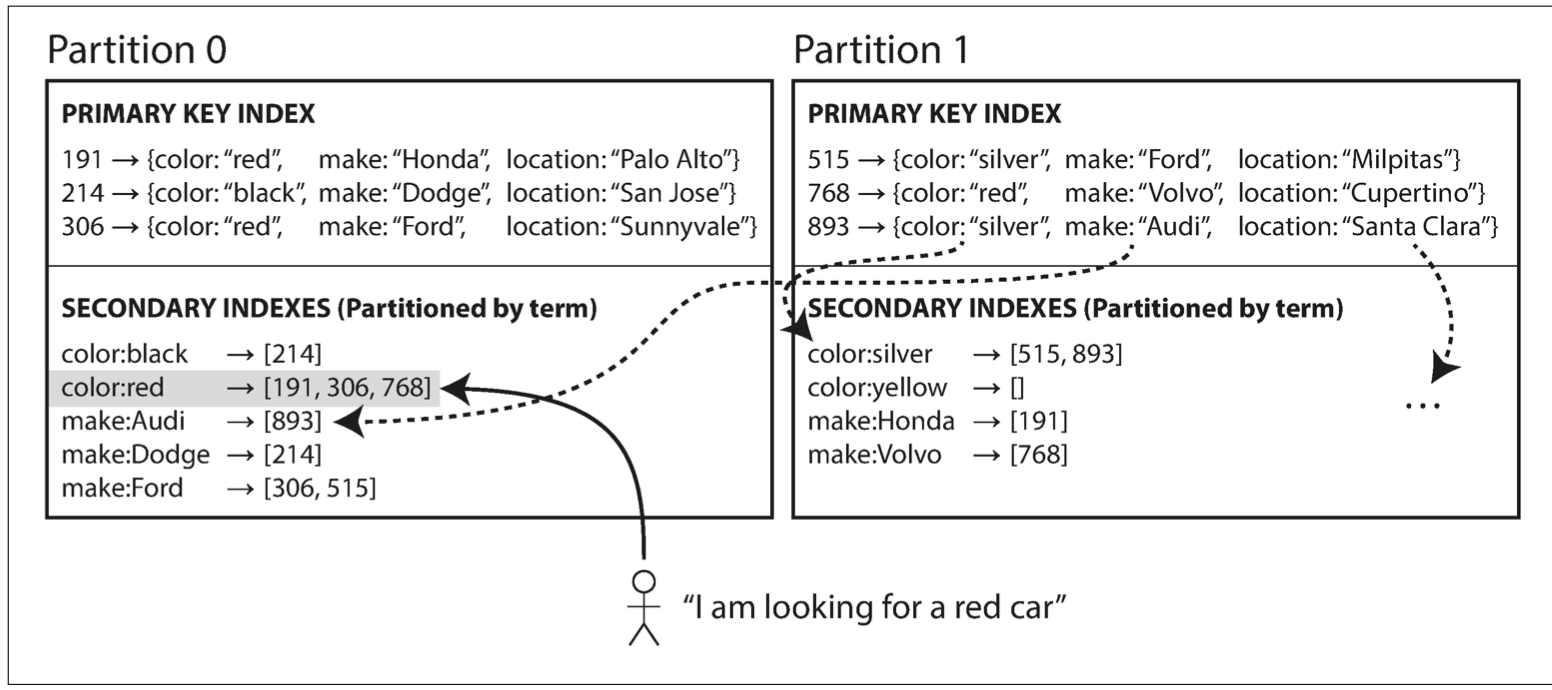 Partition 0
PRIMARY KEY INDEX
191 → {color: “red”, make: “Honda”, location: “Palo Alto”}
214 → {color: “black”, make: “Dodge”, location: “San Jose”}
306 → {color: “red”, make: “Ford”, location: “Sunnyvale”}
SECONDARY INDEXES (Partitioned by term)
color:black → [214]
color:red → [191, 306, 768]
make:Audi → [893]
make:Dodge → [214]
make:Ford → [306, 515]
Partition 1
PRIMARY KEY INDEX
515 → {color: “silver”, make: “Ford”, location: “Milpitas”}
768 → {color: “red”, make: “Volvo”, location: “Cupertino”}
893 → {color: “silver”, make: “Audi”, location: “Santa Clara”}
SECONDARY INDEXES (Partitioned by term)
color:silver → [515, 893]
color:yellow → []
make:Honda → [191]
make:Volvo → [768]
...
“I am looking for a red car”